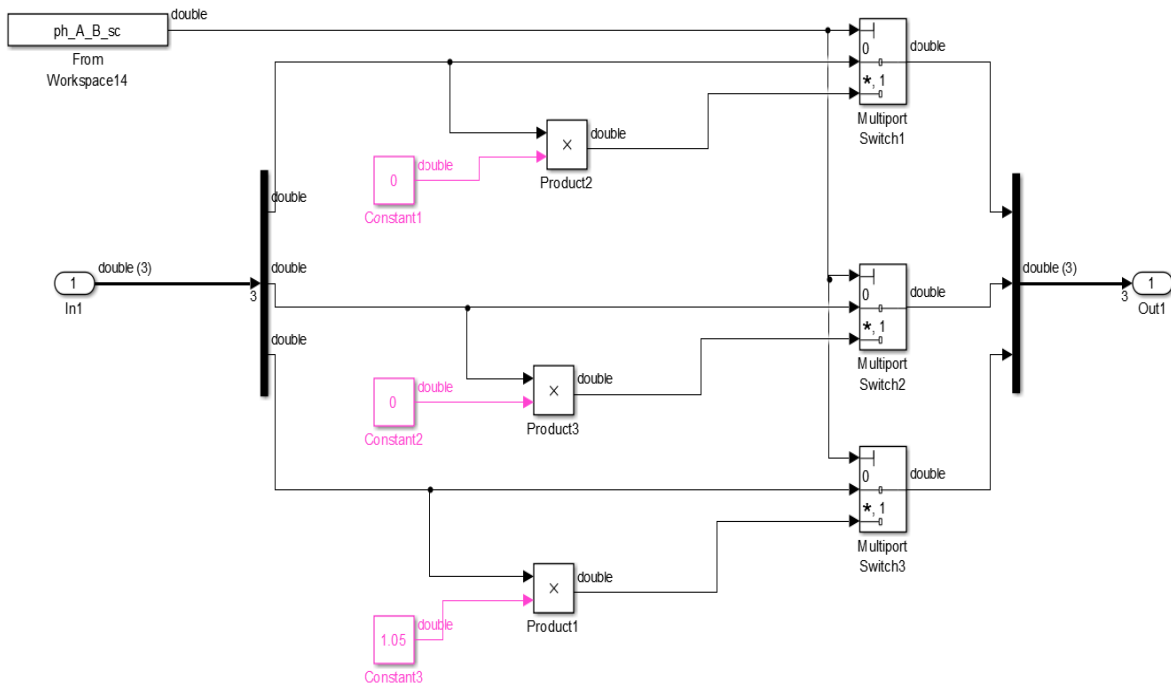 double
ph_A_B_sc
From
Workspace14
0
double
*, 1
Multiport
Switch1
double
×
Product2
double
0
Constant1
double
double (3)
1
In1
3
double
0
double
*, 1
Multiport
Switch2
double (3)
3
1
Out1
double
double
×
Product3
double
0
Constant2
0
double
*, 1
Multiport
Switch3
double
×
Product1
double
1.05
Constant3